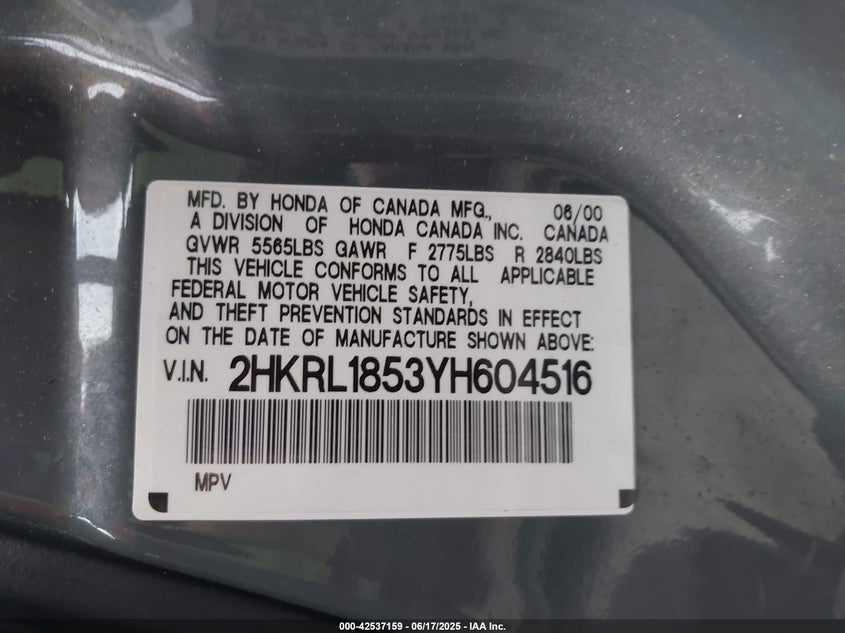 MFD. BY HONDA OF CANADA MFG., 06/00
A DIVISION OF HONDA CANADA INC. CANADA
GVWR 5565LBS GAWR F 2775LBS R 2840LBS
THIS VEHICLE CONFORMS TO ALL APPLICABLE
FEDERAL MOTOR VEHICLE SAFETY,
AND THEFT PREVENTION STANDARDS IN EFFECT
ON THE DATE OF MANUFACTURE SHOWN ABOVE:
V.I.N. 2HKRL1853YH604516
MPV
000-42537159 - 06/17/2025 - IAA Inc.